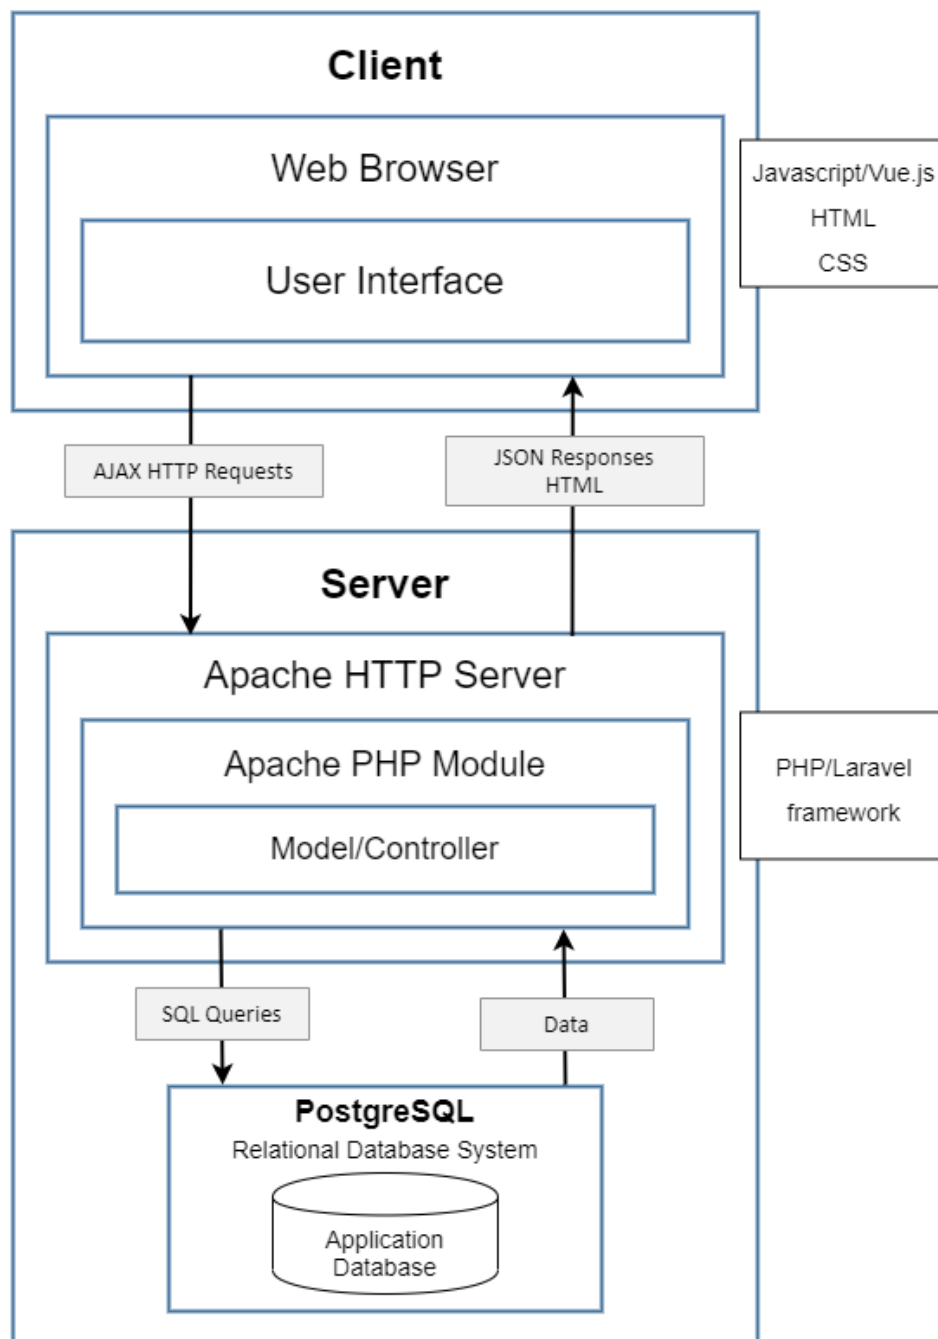 Client
Web Browser
User Interface
Javascript/Vue.js
HTML
CSS
AJAX HTTP Requests
JSON Responses
HTML
Server
Apache HTTP Server
Apache PHP Module
Model/Controller
PHP/Laravel
framework
SQL Queries
Data
PostgreSQL
Relational Database System
Application
Database